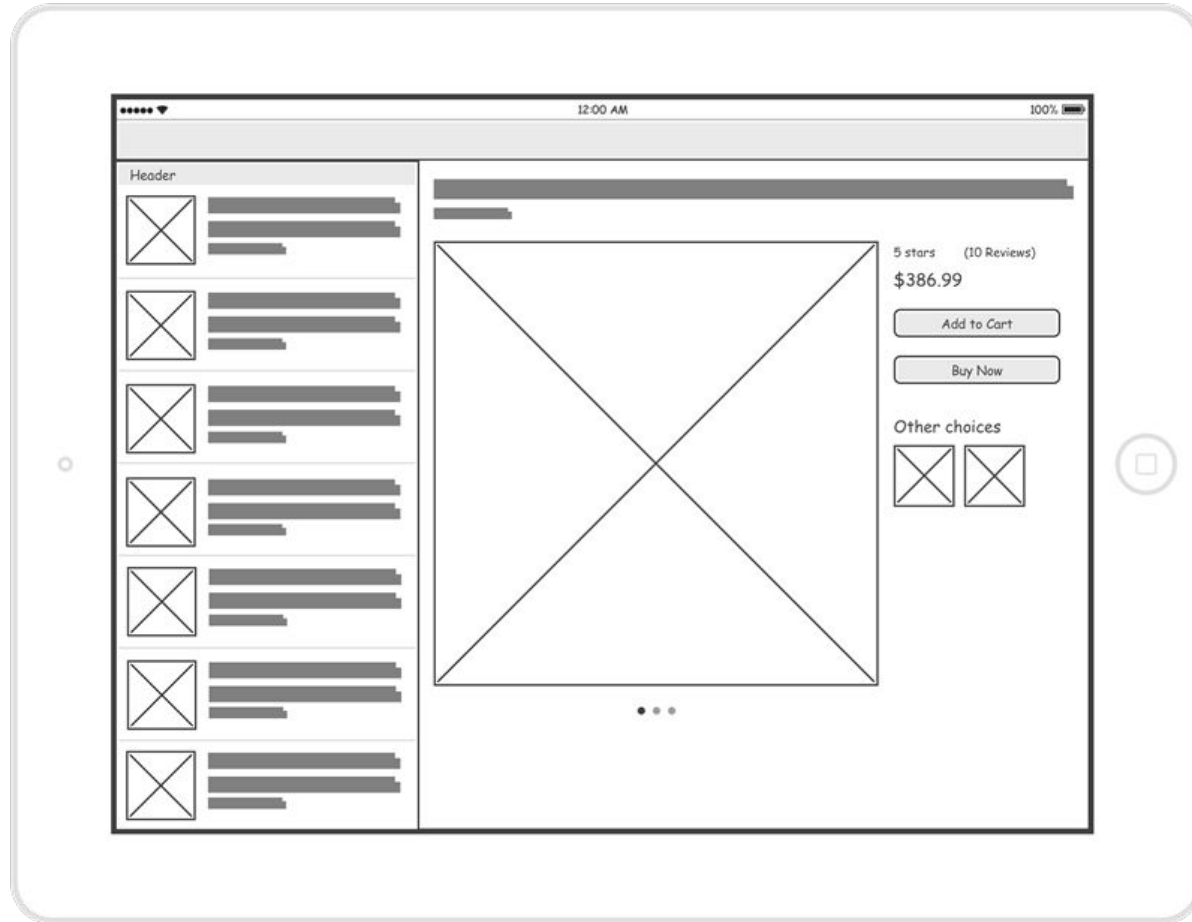 12:00 AM 100%
Header
5 stars (10 Reviews)
$386.99
Add to Cart
Buy Now
Other choices